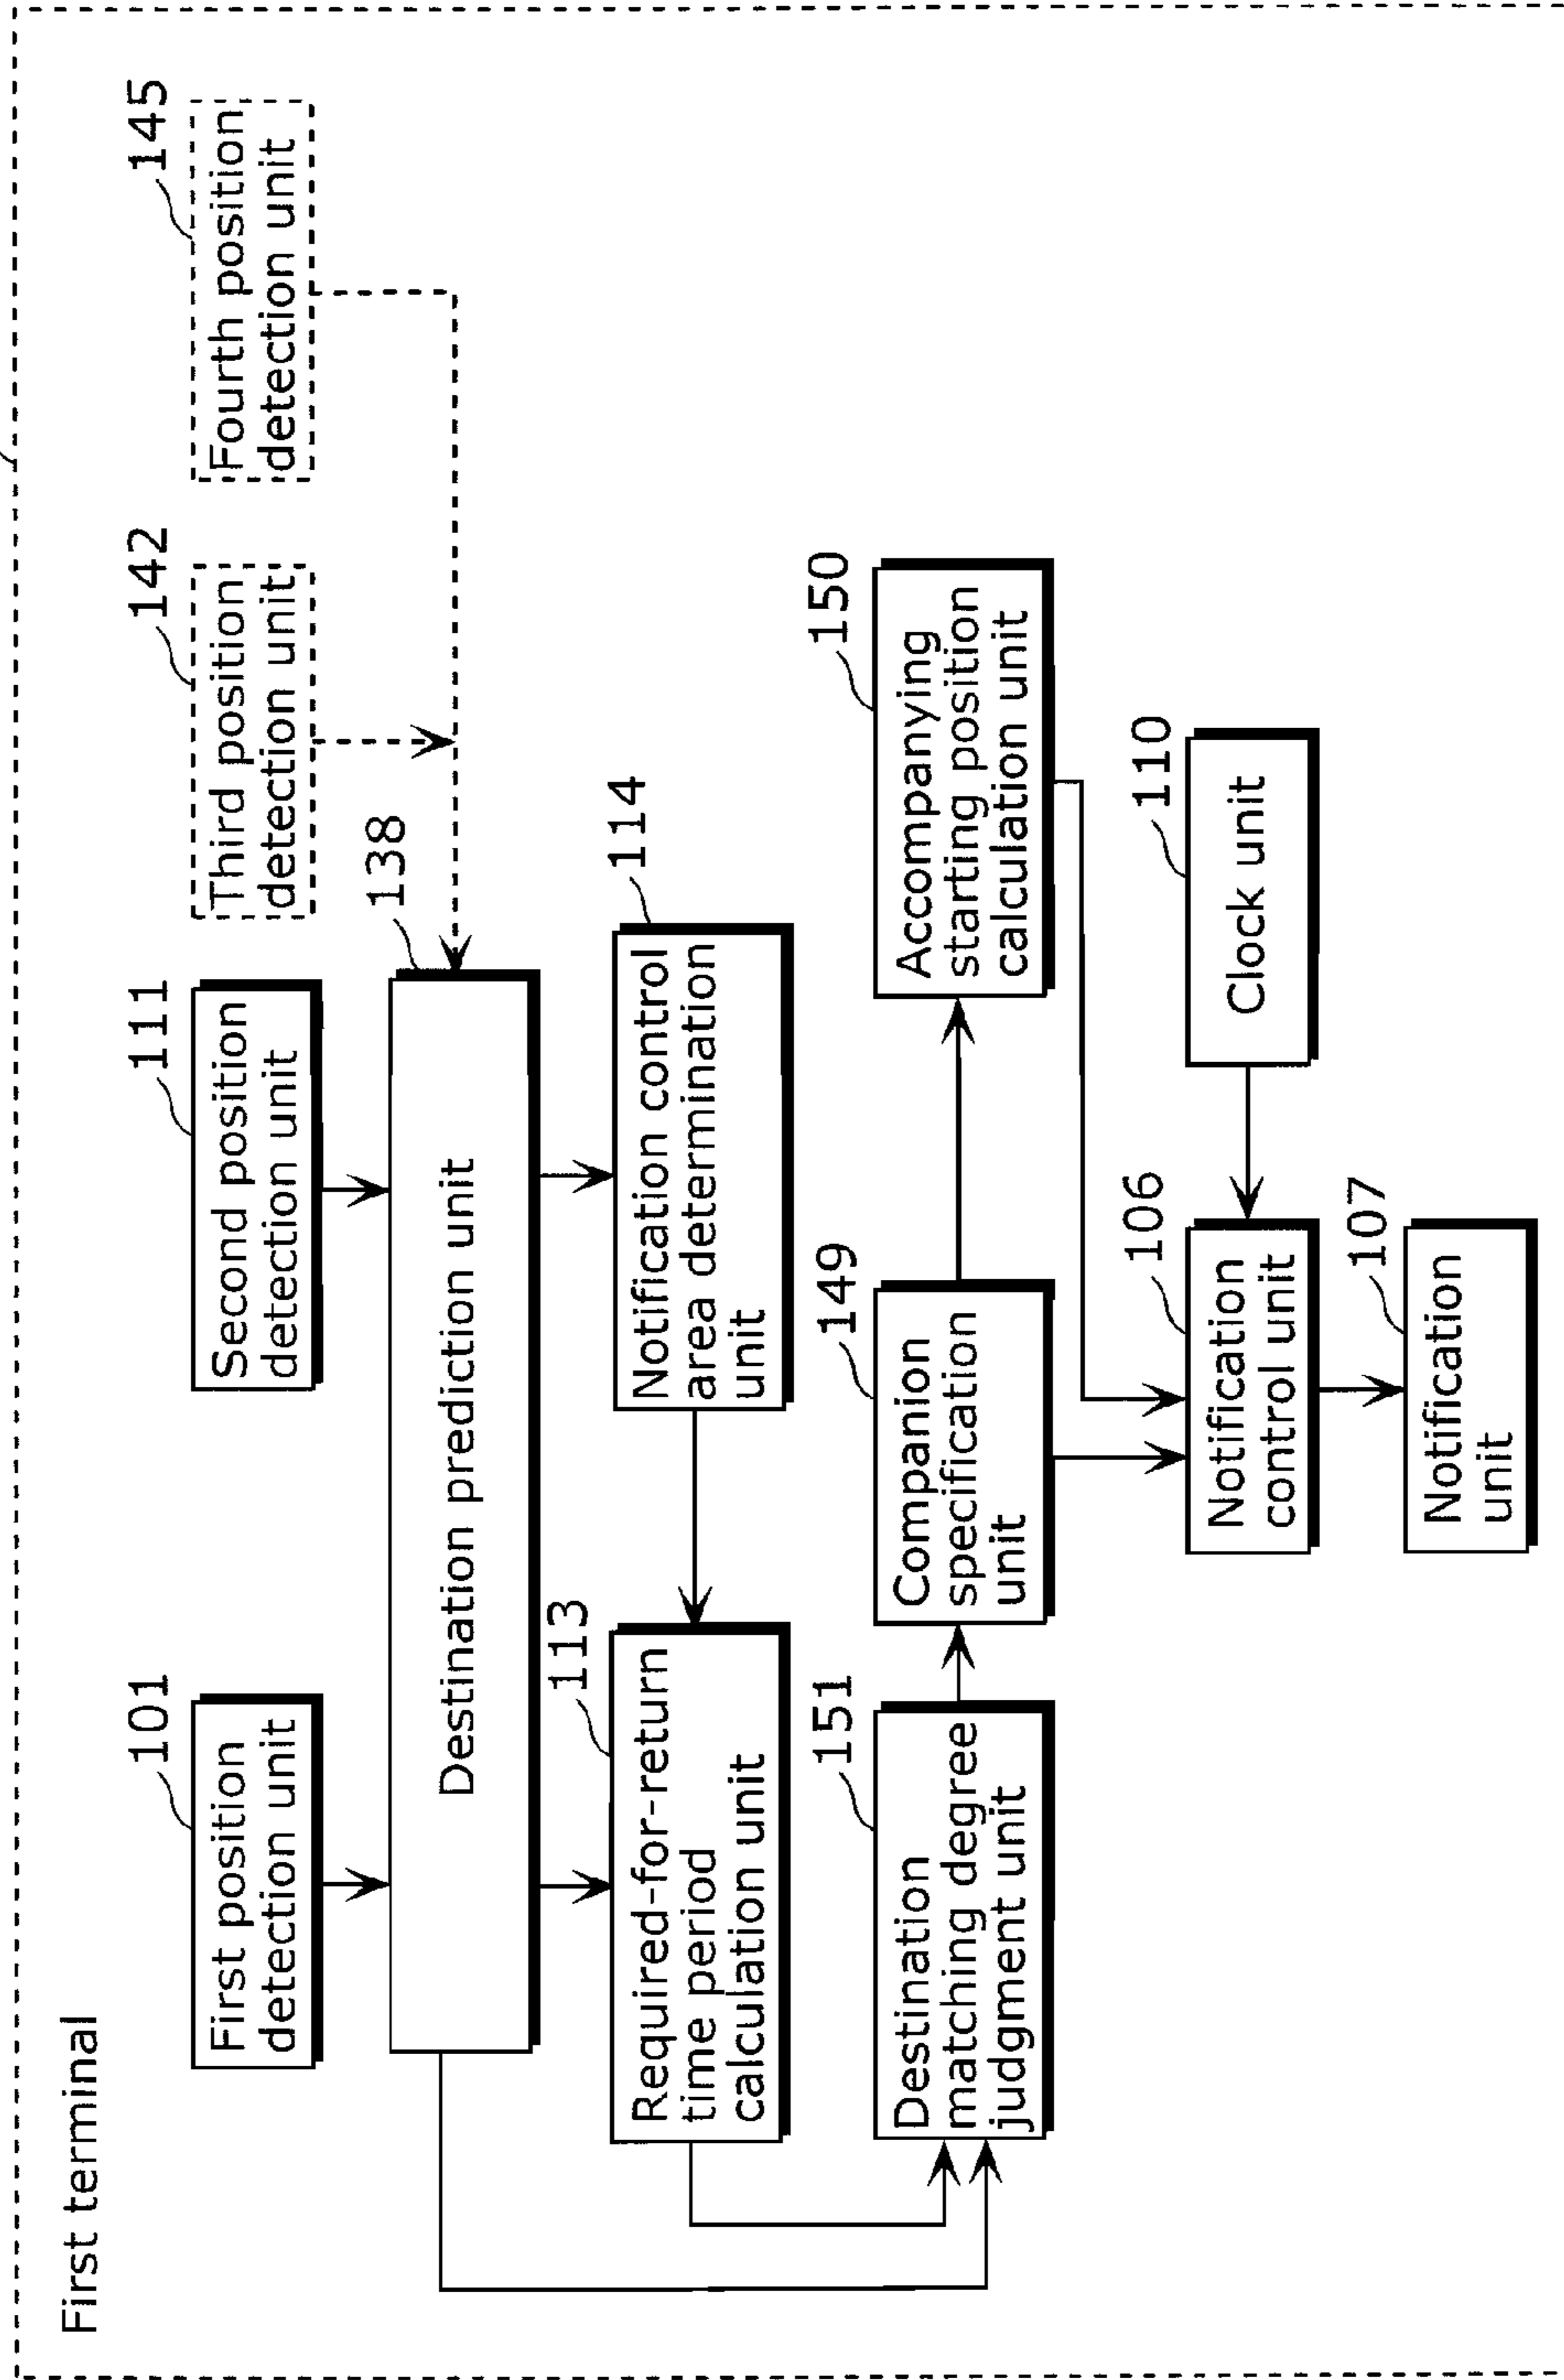 First terminal
101
111
142
145
First position
detection unit
Second position
detection unit
Third position
detection unit
Fourth position
detection unit
138
Destination prediction unit
113
114
Required-for-return
time period
calculation unit
Notification control
area determination
unit
151
149
150
Destination
matching degree
judgment unit
Companion
specification
unit
Accompanying
starting position
calculation unit
106
110
Notification
control unit
Clock unit
107
Notification
unit